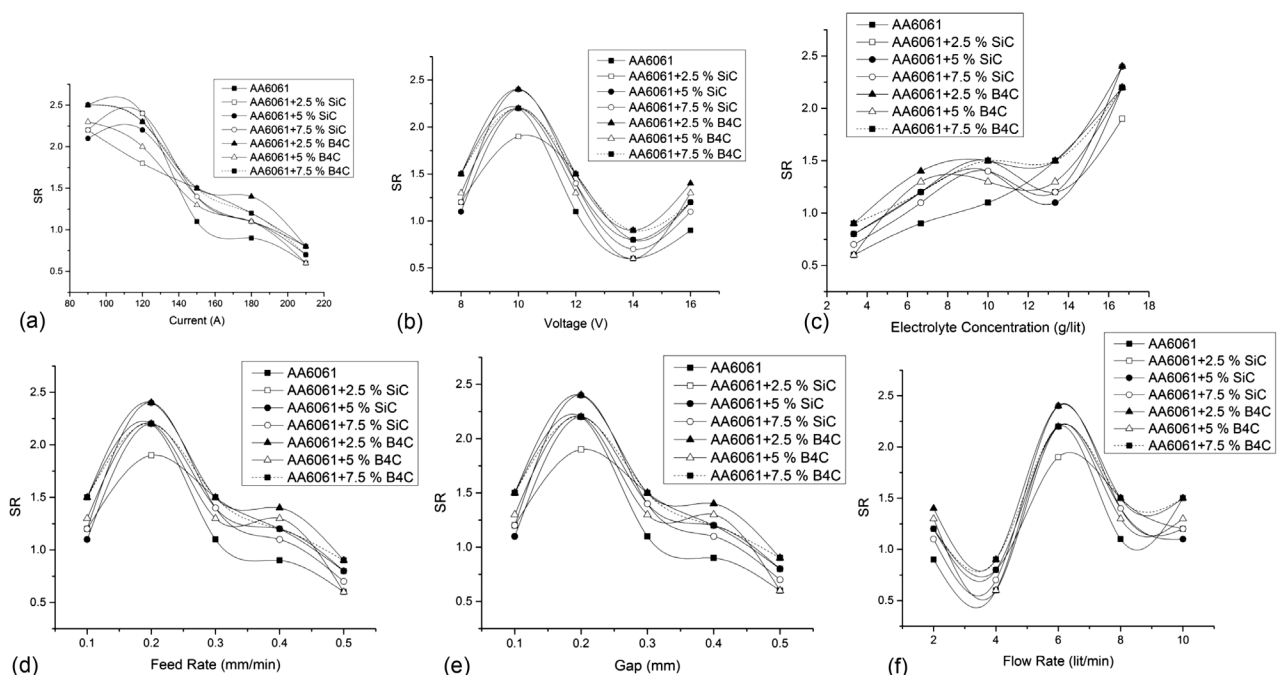 AA6061
AA6061+2.5 % SiC
AA6061+5 % SiC
AA6061+7.5 % SiC
AA6061+2.5 % B4C
AA6061+5 % B4C
AA6061+7.5 % B4C
SR
2.5
2.0
1.5
1.0
0.5
80 100 120 140 160 180 200 220
Current (A)
(a)
AA6061
AA6061+2.5 % SiC
AA6061+5 % SiC
AA6061+7.5 % SiC
AA6061+2.5 % B4C
AA6061+5 % B4C
AA6061+7.5 % B4C
SR
2.5
2.0
1.5
1.0
0.5
8 10 12 14 16
Voltage (V)
(b)
AA6061
AA6061+2.5 % SiC
AA6061+5 % SiC
AA6061+7.5 % SiC
AA6061+2.5 % B4C
AA6061+5 % B4C
AA6061+7.5 % B4C
SR
2.5
2.0
1.5
1.0
0.5
2 4 6 8 10 12 14 16 18
Electrolyte Concentration (g/lit)
(c)
AA6061
AA6061+2.5 % SiC
AA6061+5 % SiC
AA6061+7.5 % SiC
AA6061+2.5 % B4C
AA6061+5 % B4C
AA6061+7.5 % B4C
SR
2.5
2.0
1.5
1.0
0.5
0.1 0.2 0.3 0.4 0.5
Feed Rate (mm/min)
(d)
AA6061
AA6061+2.5 % SiC
AA6061+5 % SiC
AA6061+7.5 % SiC
AA6061+2.5 % B4C
AA6061+5 % B4C
AA6061+7.5 % B4C
SR
2.5
2.0
1.5
1.0
0.5
0.1 0.2 0.3 0.4 0.5
Gap (mm)
(e)
AA6061
AA6061+2.5 % SiC
AA6061+5 % SiC
AA6061+7.5 % SiC
AA6061+2.5 % B4C
AA6061+5 % B4C
AA6061+7.5 % B4C
SR
2.5
2.0
1.5
1.0
0.5
2 4 6 8 10
Flow Rate (lit/min)
(f)